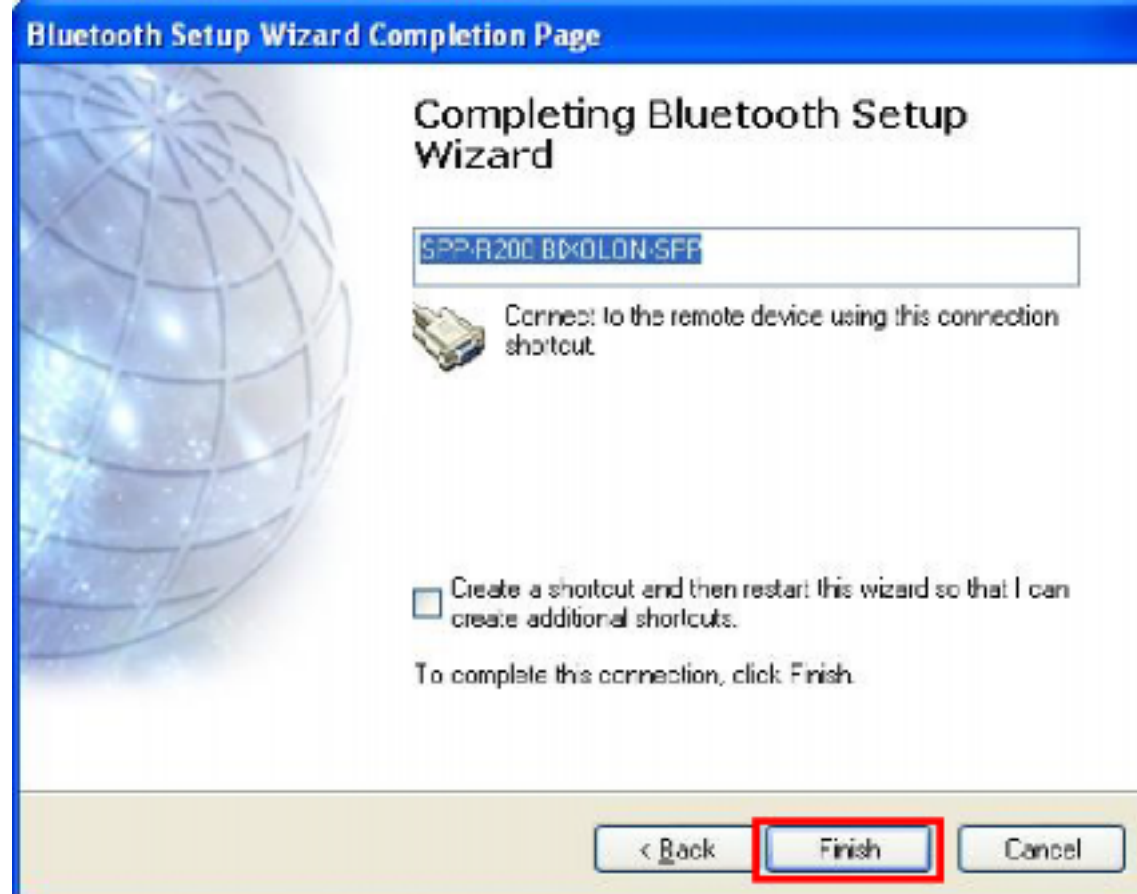 Bluetooth Setup Wizard Completion Page
Completing Bluetooth Setup
Wizard
SPP-R200 BIXOLON-SPP
Connect to the remote device using this connection
shortcut.
Create a shortcut and then restart this wizard so that I can
create additional shortcuts.
To complete this connection, click Finish.
< Back
Finish
Cancel